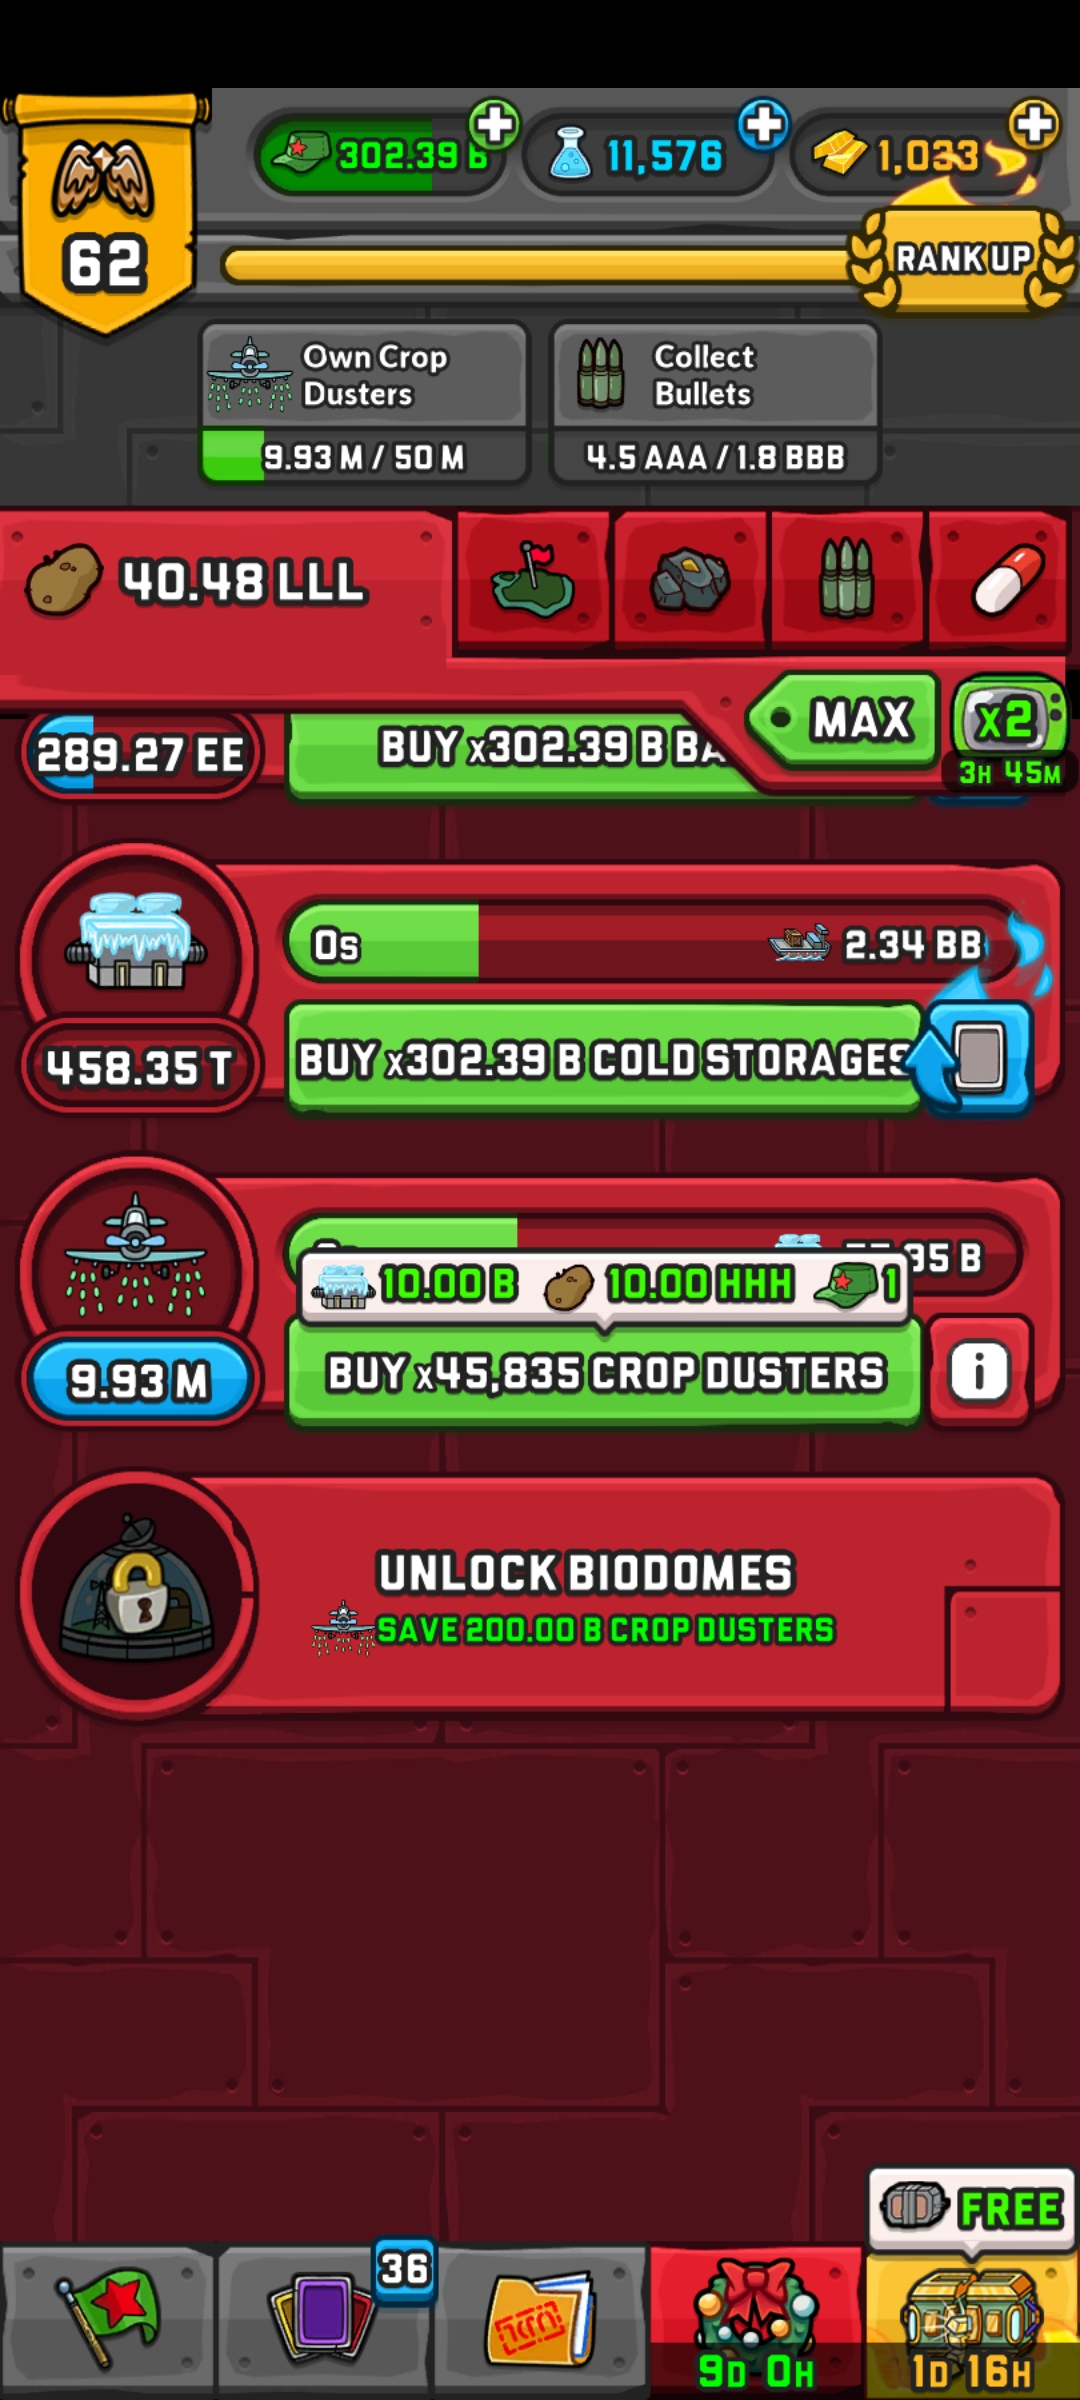 302.39 B
11,576
1,033
62
RANK UP
Own Crop
Dusters
Collect
Bullets
9.93 M / 50 M
4.5 AAA / 1.8 BBB
40.48 LLL
MAX
x2
3H 45M
289.27 EE
BUY x302.39 B BA
0s
2.34 BB
458.35 T
BUY x302.39 B COLD STORAGES
35 B
10.00 B
10.00 HHH
1
9.93 M
BUY x45,835 CROP DUSTERS
i
UNLOCK BIODOMES
SAVE 200.00 B CROP DUSTERS
FREE
36
9D 0H
1D 16H